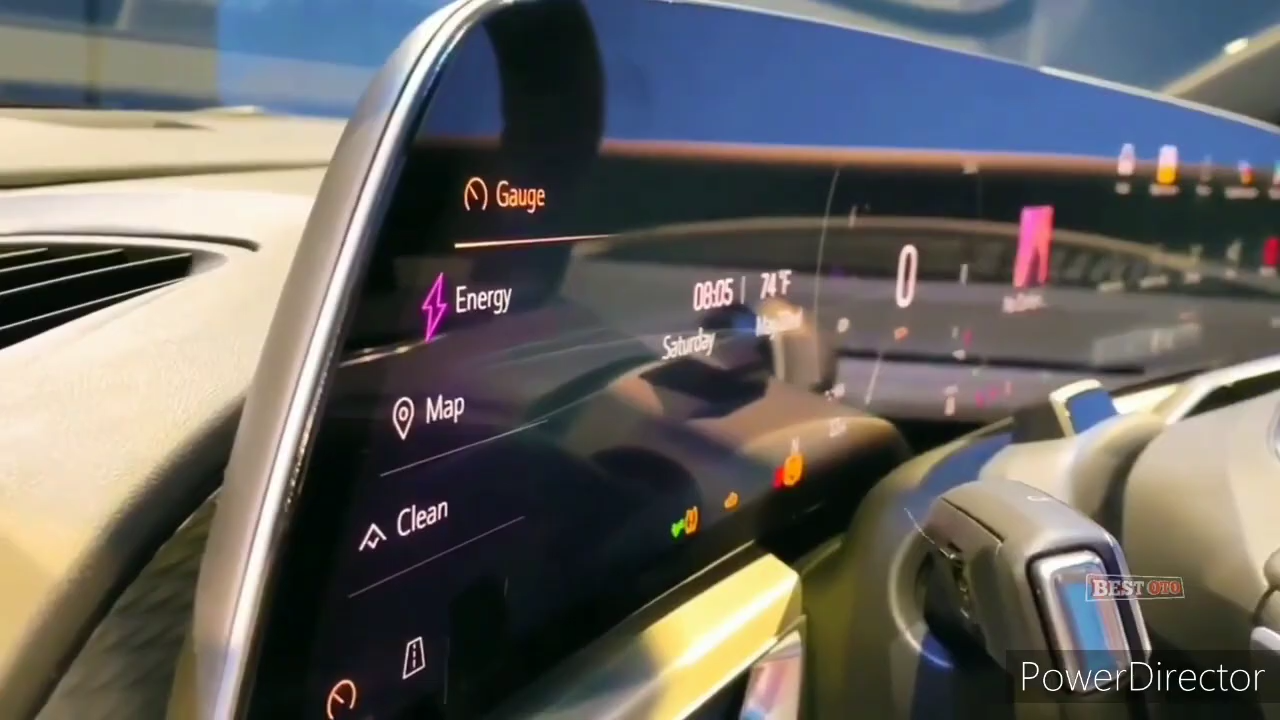 Gauge
Energy
08:05 | 74°F
0
Saturday
Map
Clean
N
BEST OTO
PowerDirector